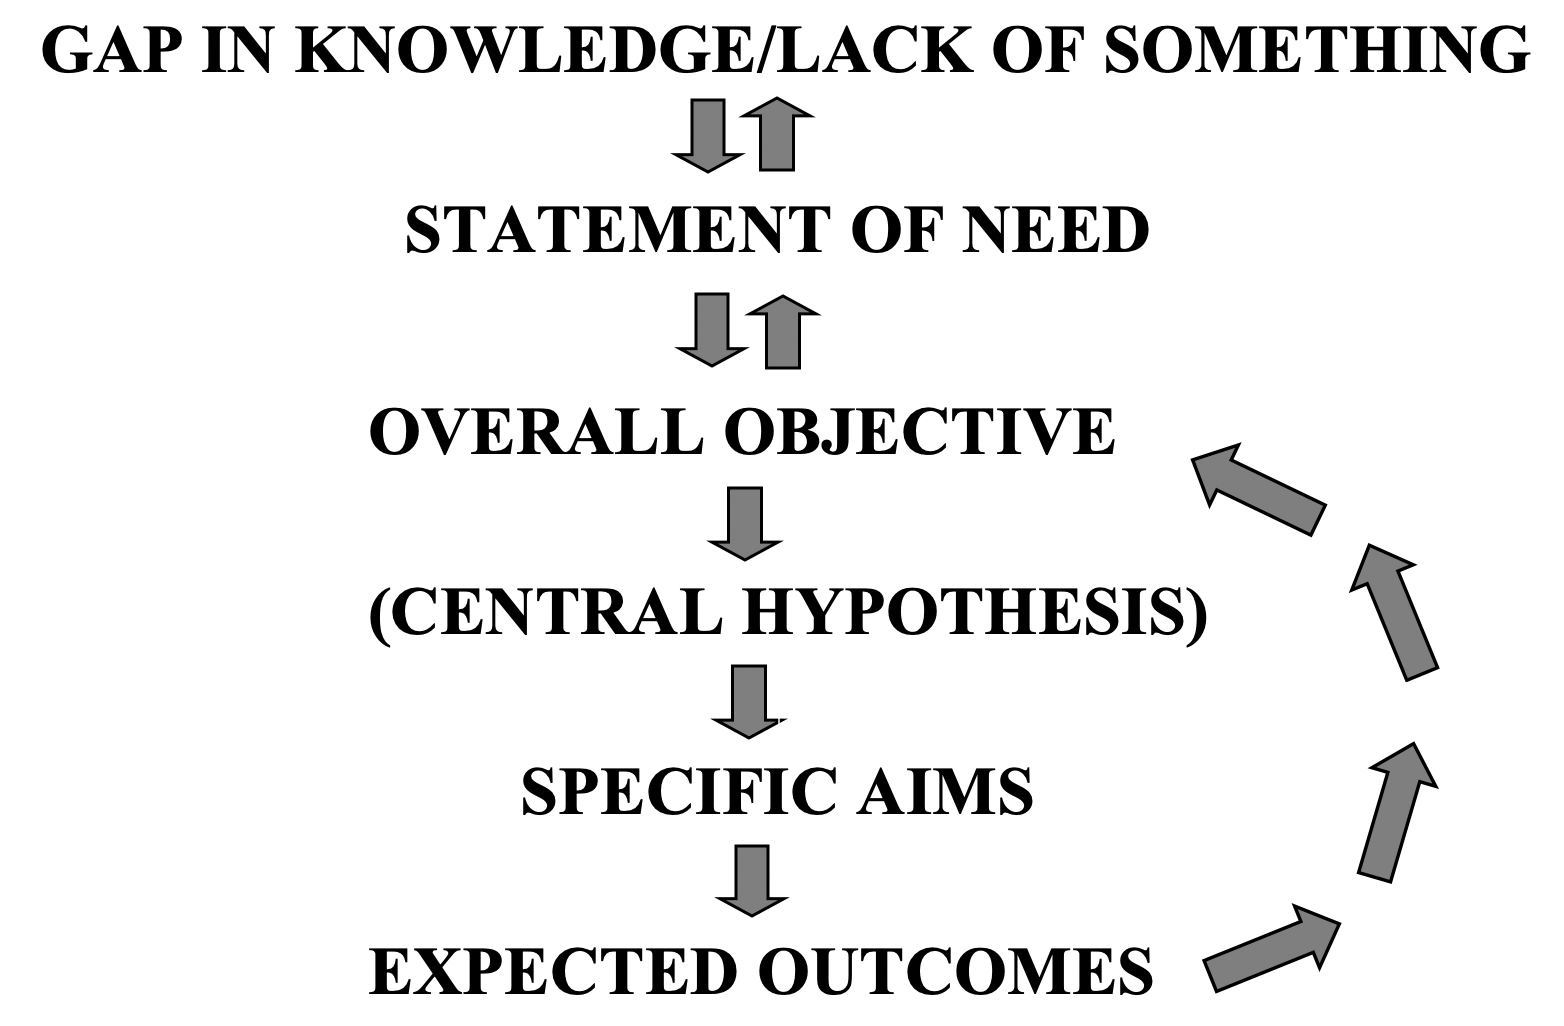 GAP IN KNOWLEDGE/LACK OF SOMETHING
STATEMENT OF NEED
OVERALL OBJECTIVE
(CENTRAL HYPOTHESIS)
SPECIFIC AIMS
EXPECTED OUTCOMES